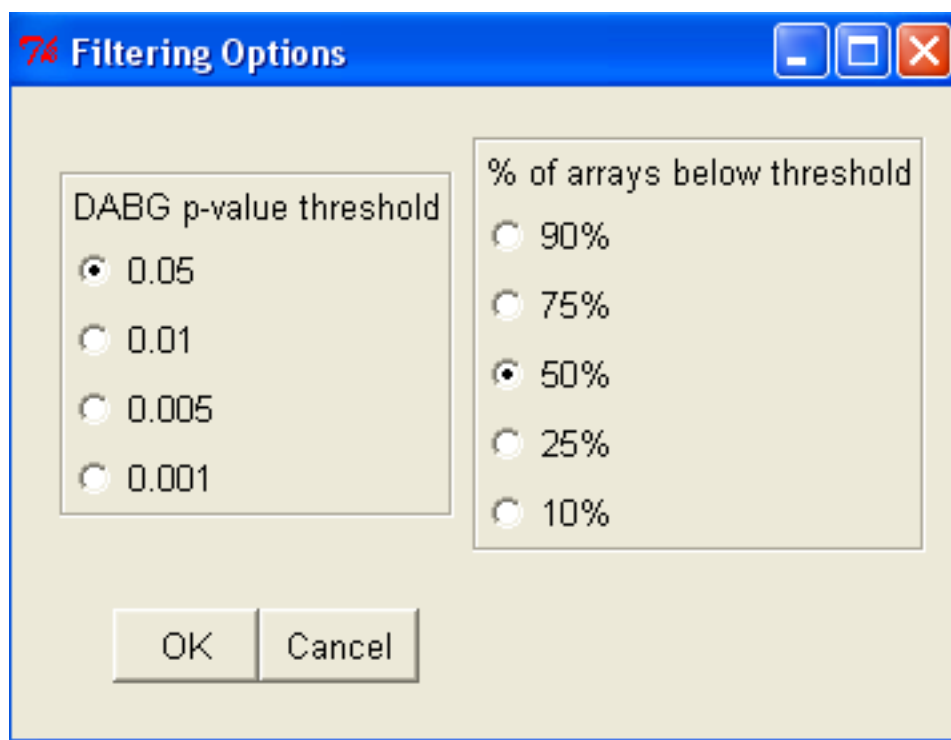 Filtering Options
DABG p-value threshold
0.05
0.01
0.005
0.001
% of arrays below threshold
90%
75%
50%
25%
10%
OK
Cancel